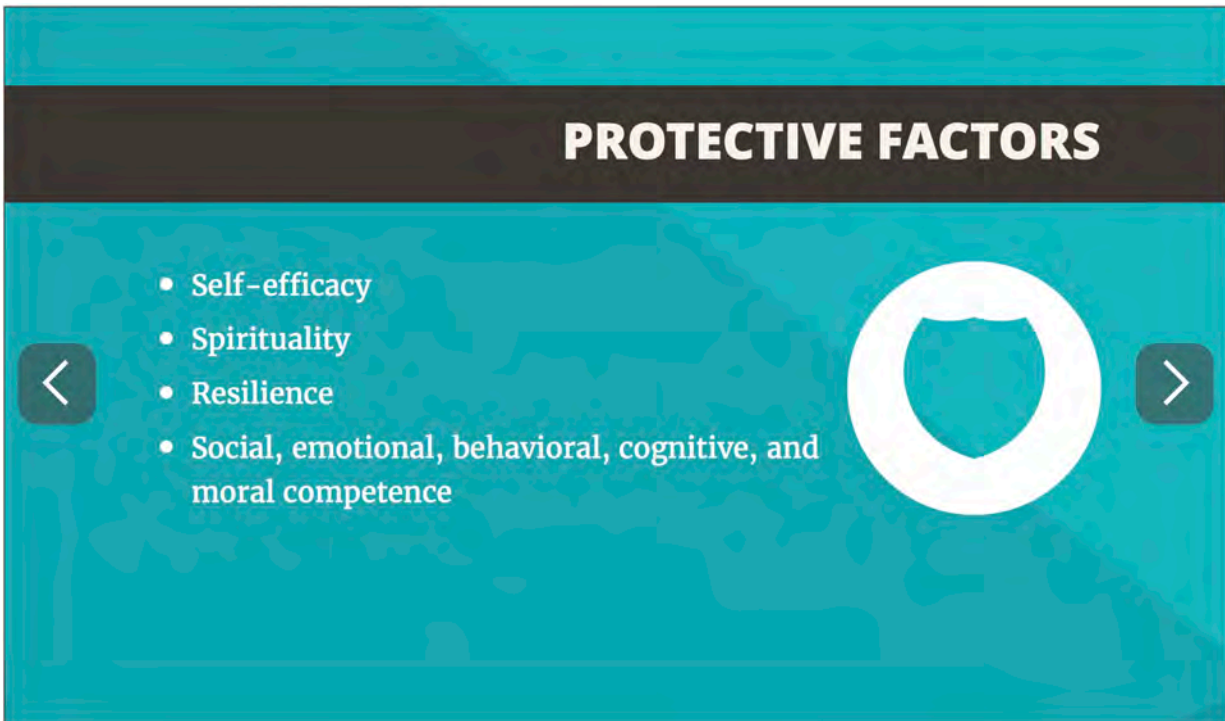 PROTECTIVE FACTORS
• Self-efficacy
• Spirituality
• Resilience
• Social, emotional, behavioral, cognitive, and
moral competence